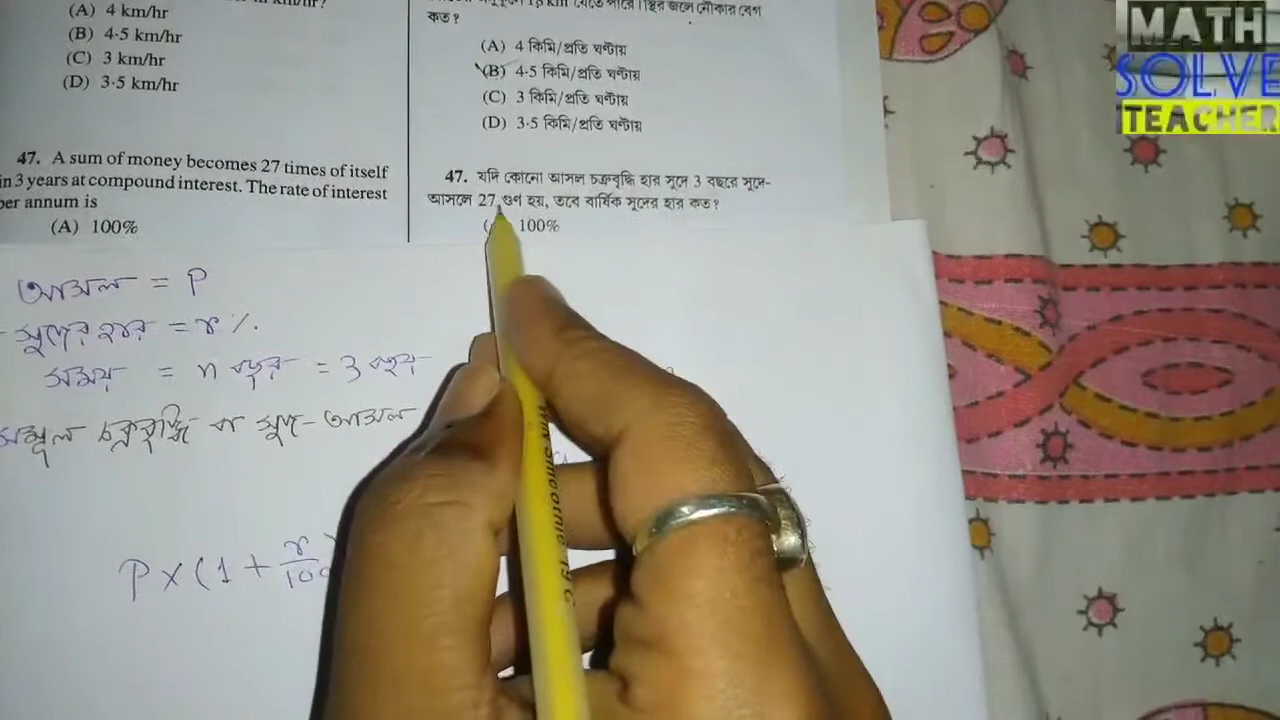 (A) 4 km/hr
(B) 4·5 km/hr
(C) 3 km/hr
(D) 3·5 km/hr
47. A sum of money becomes 27 times of itself
in 3 years at compound interest. The rate of interest
per annum is
(A) 100%
km যেতে পারে। স্থির জলে নৌকার বেগ
কত ?
(A) 4 কিমি/প্রতি ঘণ্টায়
(B) 4·5 কিমি/প্রতি ঘণ্টায়
(C) 3 কিমি/প্রতি ঘণ্টায়
(D) 3·5 কিমি/প্রতি ঘণ্টায়
47. যদি কোনো আসল চক্রবৃদ্ধি হার সুদে 3 বছরে সুদে-
আসলে 27 গুণ হয়, তবে বার্ষিক সুদের হার কত ?
100%
আসল = P
সুদের হার = r %.
সময় = n বছর = 3 বছর
সমূল চক্রবৃদ্ধি বা সুদ-আসল
P × (1 + r/100
MATH
SOLVE
TEACHER